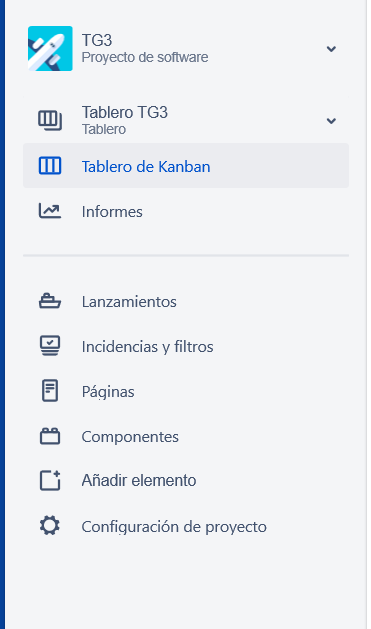 TG3
Proyecto de software
Tablero TG3
Tablero
Tablero de Kanban
Informes
Lanzamientos
Incidencias y filtros
Páginas
Componentes
Añadir elemento
Configuración de proyecto